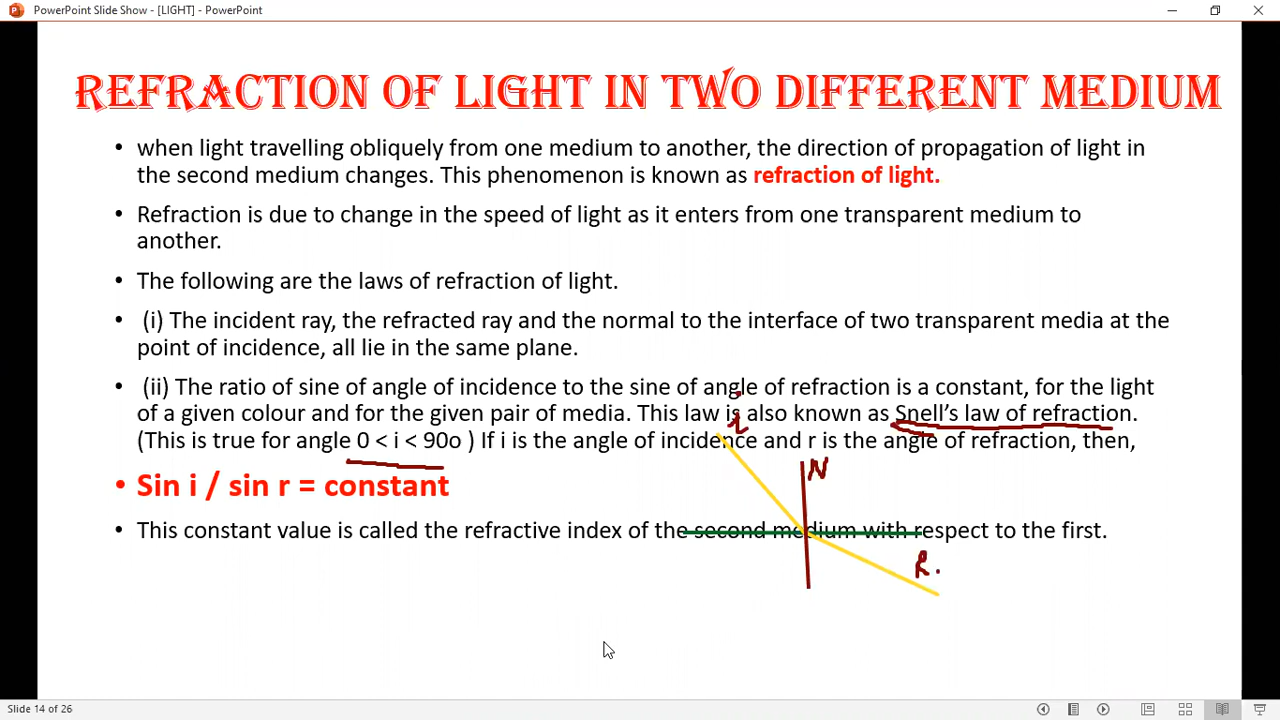 PowerPoint Slide Show - [LIGHT] - PowerPoint
REFRACTION OF LIGHT IN TWO DIFFERENT MEDIUM
• when light travelling obliquely from one medium to another, the direction of propagation of light in
the second medium changes. This phenomenon is known as refraction of light.
• Refraction is due to change in the speed of light as it enters from one transparent medium to
another.
• The following are the laws of refraction of light.
• (i) The incident ray, the refracted ray and the normal to the interface of two transparent media at the
point of incidence, all lie in the same plane.
• (ii) The ratio of sine of angle of incidence to the sine of angle of refraction is a constant, for the light
of a given colour and for the given pair of media. This law is also known as Snell's law of refraction.
i
(This is true for angle 0 < i < 90o ) If i is the angle of incidence and r is the angle of refraction, then,
N
• Sin i / sin r = constant
• This constant value is called the refractive index of the second medium with respect to the first.
R.
Slide 14 of 26